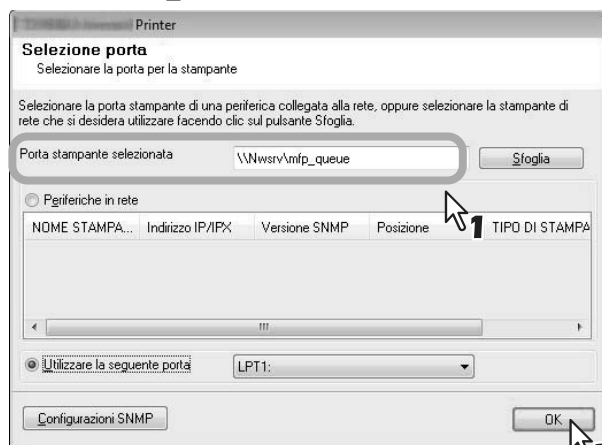 Printer
Selezione porta
Selezionare la porta per la stampante
Selezionare la porta stampante di una periferica collegata alla rete, oppure selezionare la stampante di
rete che si desidera utilizzare facendo clic sul pulsante Sfoglia.
Porta stampante selezionata \\Nwsrv\mfp_queue Sfoglia
Periferiche in rete
NOME STAMPA... Indirizzo IP/IPX Versione SNMP Posizione TIPO DI STAMPA
1
Utilizzare la seguente porta LPT1:
Configurazioni SNMP OK